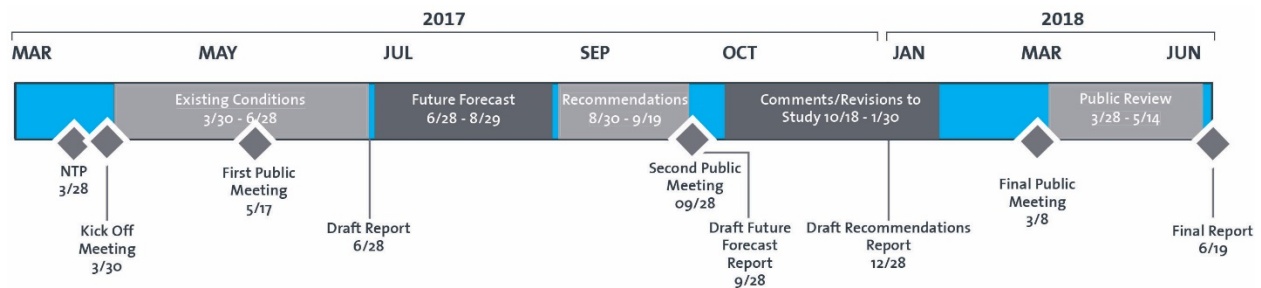 2017
2018
MAR
MAY
JUL
SEP
OCT
JAN
MAR
JUN
Existing Conditions
3/30 - 6/28
Future Forecast
6/28 - 8/29
Recommendations
8/30 - 9/19
Comments/Revisions to
Study 10/18 - 1/30
Public Review
3/28 - 5/14
NTP
3/28
Kick Off
Meeting
3/30
First Public
Meeting
5/17
Draft Report
6/28
Second Public
Meeting
09/28
Draft Future
Forecast
Report
9/28
Draft Recommendations
Report
12/28
Final Public
Meeting
3/8
Final Report
6/19